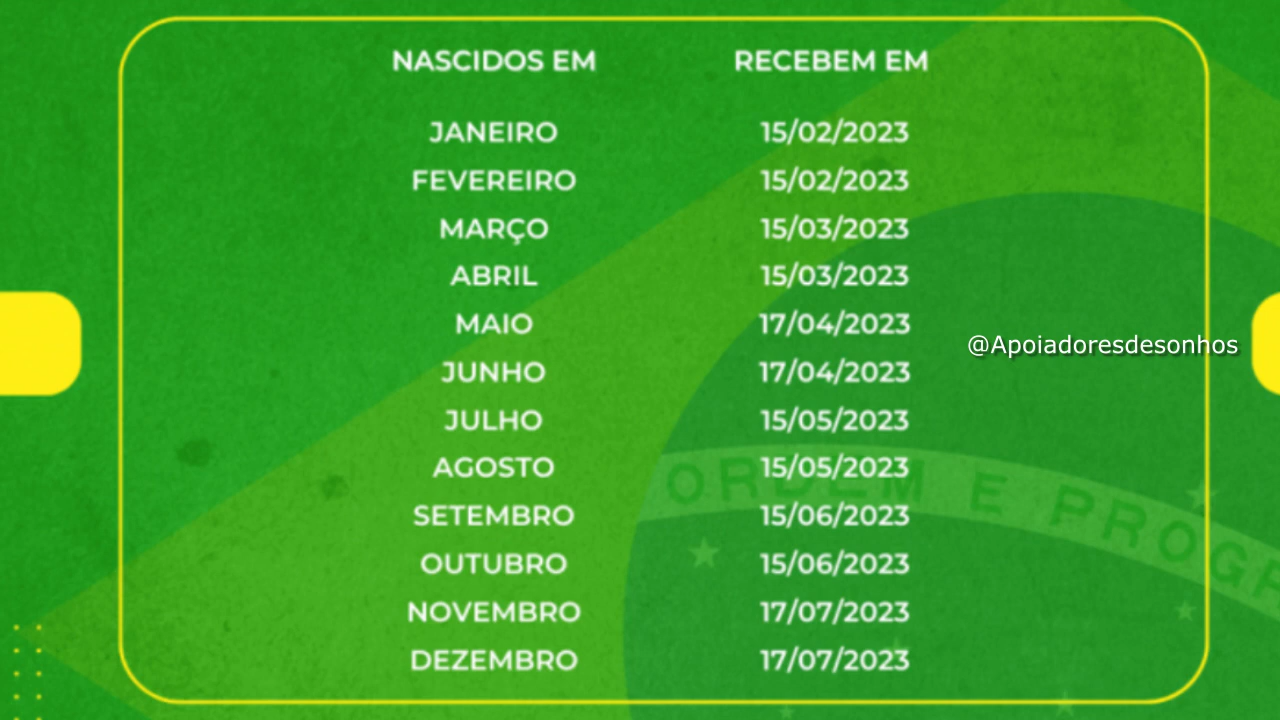 NASCIDOS EM RECEBEM EM
JANEIRO 15/02/2023
FEVEREIRO 15/02/2023
MARÇO 15/03/2023
ABRIL 15/03/2023
MAIO 17/04/2023
@Apoiadoresdesonhos
JUNHO 17/04/2023
JULHO 15/05/2023
AGOSTO 15/05/2023
ORDEM E PROGR
SETEMBRO 15/06/2023
OUTUBRO 15/06/2023
NOVEMBRO 17/07/2023
DEZEMBRO 17/07/2023